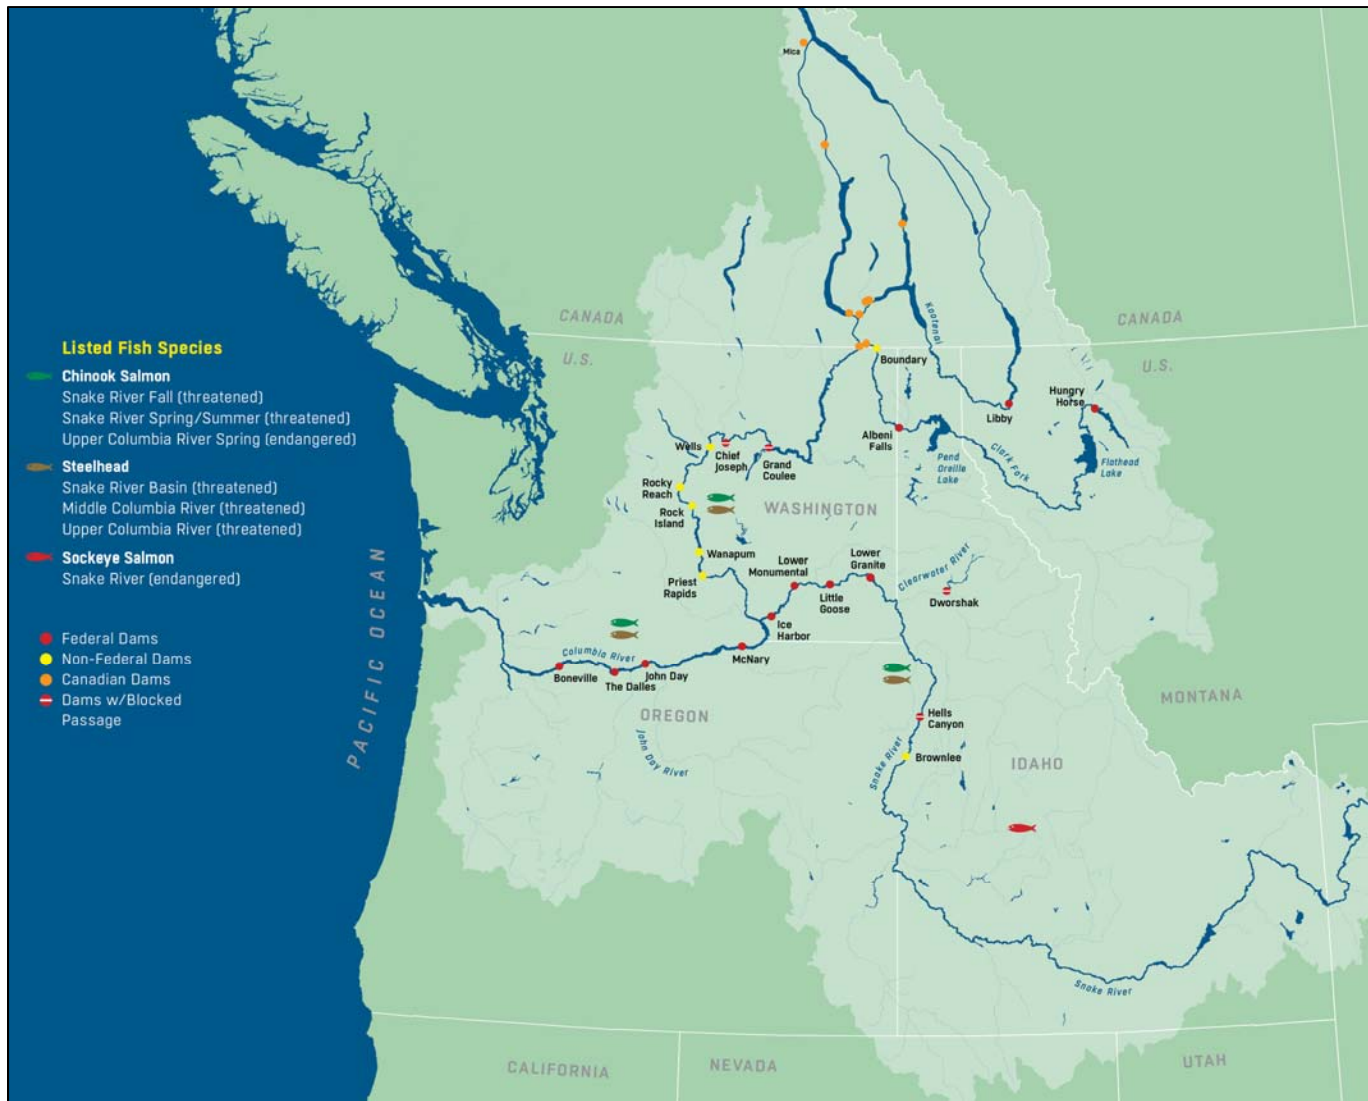 Mica
CANADA
CANADA
U.S.
U.S.
Kootenai
Boundary
Libby
Hungry
Horse
Albeni
Falls
Pend
Oreille
Lake
Clark Fork
Flathead
Lake
Wells
Chief
Joseph
Grand
Coulee
Rocky
Reach
Rock
Island
WASHINGTON
Wanapum
Priest
Rapids
Lower
Monumental
Little
Goose
Lower
Granite
Clearwater River
Dworshak
Ice
Harbor
McNary
Columbia River
Boneville
The Dalles
John Day
OREGON
John Day River
MONTANA
Hells
Canyon
Snake River
Brownlee
IDAHO
Snake River
CALIFORNIA
NEVADA
UTAH
PACIFIC OCEAN
Listed Fish Species
Chinook Salmon
Snake River Fall (threatened)
Snake River Spring/Summer (threatened)
Upper Columbia River Spring (endangered)
Steelhead
Snake River Basin (threatened)
Middle Columbia River (threatened)
Upper Columbia River (threatened)
Sockeye Salmon
Snake River (endangered)
Federal Dams
Non-Federal Dams
Canadian Dams
Dams w/Blocked
Passage